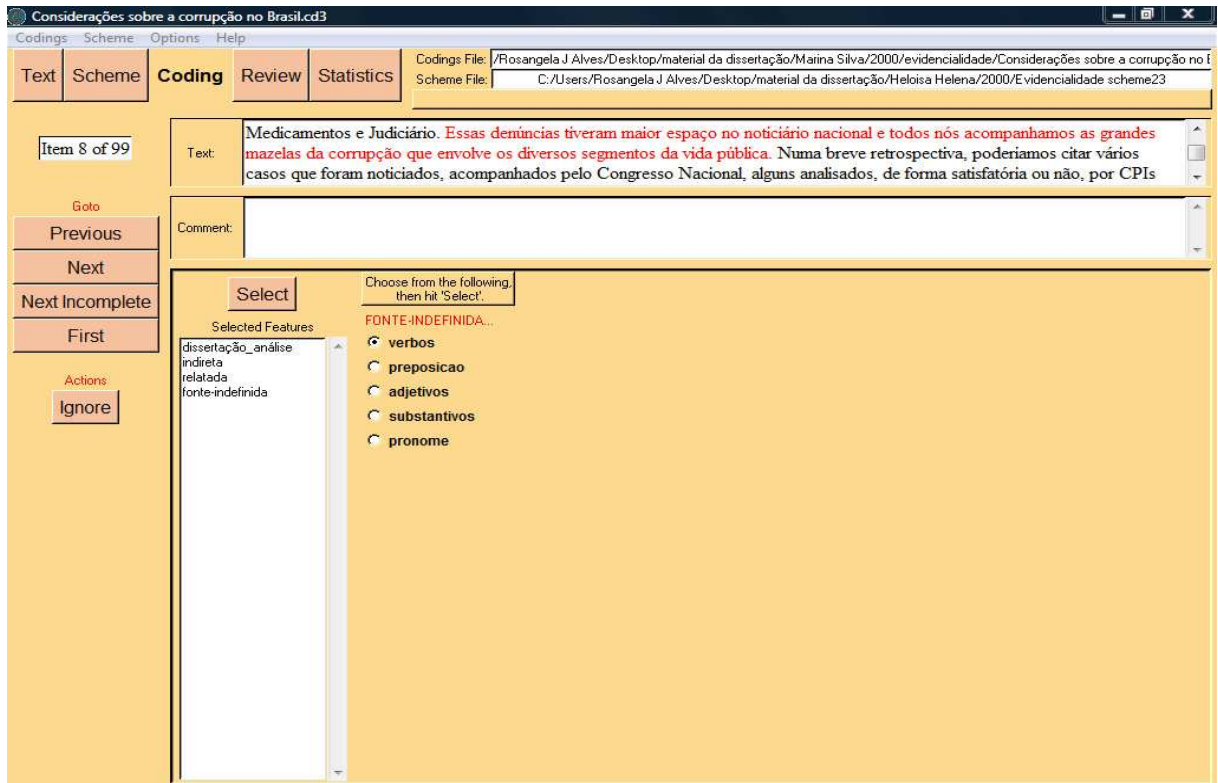 Considerações sobre a corrupção no Brasil.cd3
Codings Scheme Options Help
Text Scheme Coding Review Statistics
Codings File: /Rosangela J Alves/Desktop/material da dissertação/Marina Silva/2000/evidencialidade/Considerações sobre a corrupção no
Scheme File: C:/Users/Rosangela J Alves/Desktop/material da dissertação/Heloisa Helena/2000/Evidencialidade scheme23
Item 8 of 99
Text:
Medicamentos e Judiciário. Essas denúncias tiveram maior espaço no noticiário nacional e todos nós acompanhamos as grandes
mazelas da corrupção que envolve os diversos segmentos da vida pública. Numa breve retrospectiva, poderiamos citar vários
casos que foram noticiados, acompanhados pelo Congresso Nacional, alguns analisados, de forma satisfatória ou não, por CPIs
Goto
Previous
Next
Next Incomplete
First
Actions
Ignore
Comment:
Select
Selected Features
dissertação_análise
indireta
relatada
fonte-indefinida
Choose from the following,
then hit 'Select'.
FONTE-INDEFINIDA...
verbos
preposicao
adjetivos
substantivos
pronome